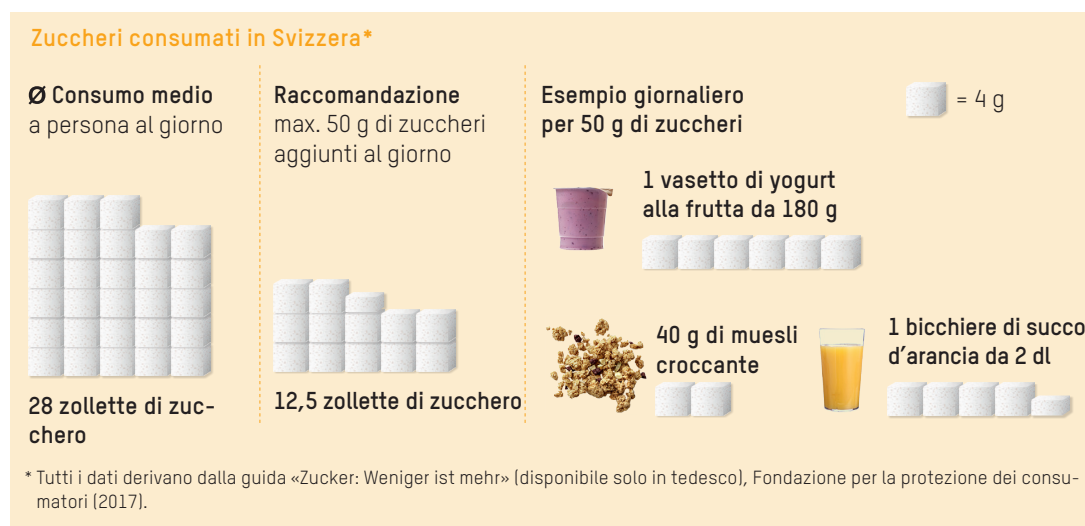 Zuccheri consumati in Svizzera*
Ø Consumo medio
a persona al giorno
28 zollette di zuc-
chero
Raccomandazione
max. 50 g di zuccheri
aggiunti al giorno
12,5 zollette di zucchero
Esempio giornaliero
per 50 g di zuccheri
= 4 g
1 vasetto di yogurt
alla frutta da 180 g
40 g di muesli
croccante
1 bicchiere di succo
d'arancia da 2 dl
* Tutti i dati derivano dalla guida «Zucker: Weniger ist mehr» (disponibile solo in tedesco), Fondazione per la protezione dei consu-
matori (2017).